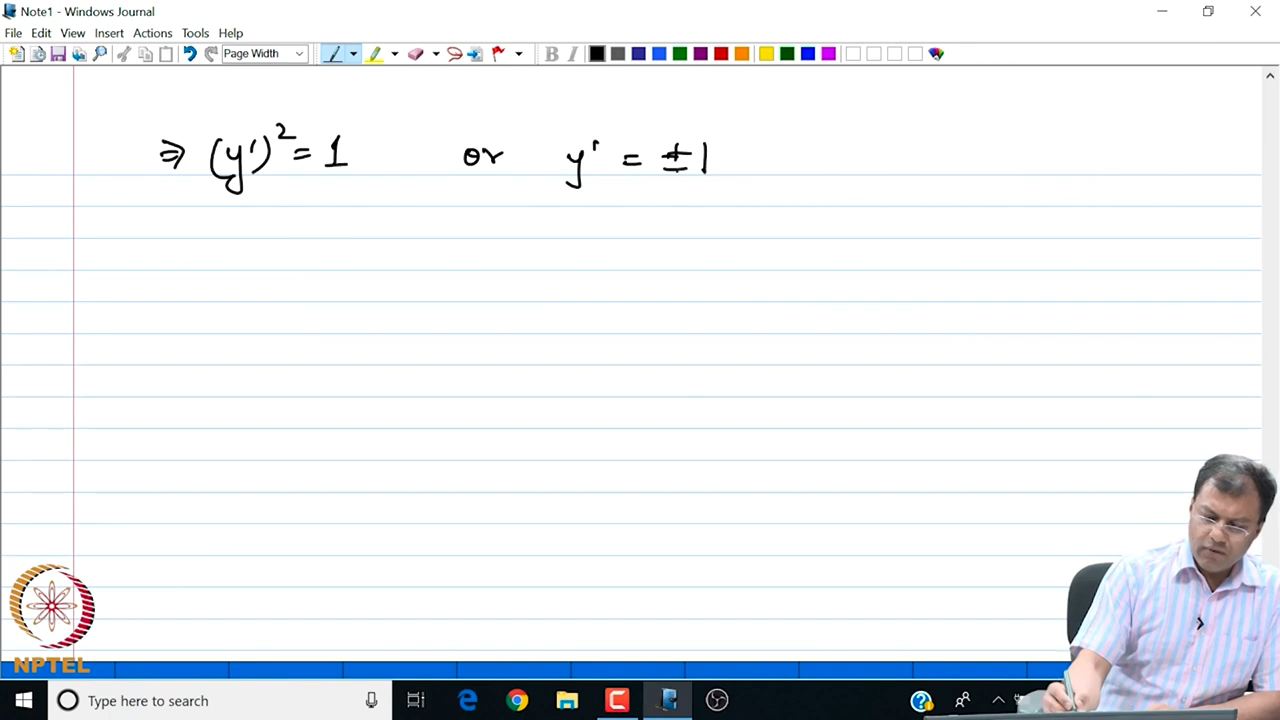 Note1 - Windows Journal
File Edit View Insert Actions Tools Help
Page Width B I
⇒ (y')² = 1 or y' = ±1
NPTEL
Type here to search